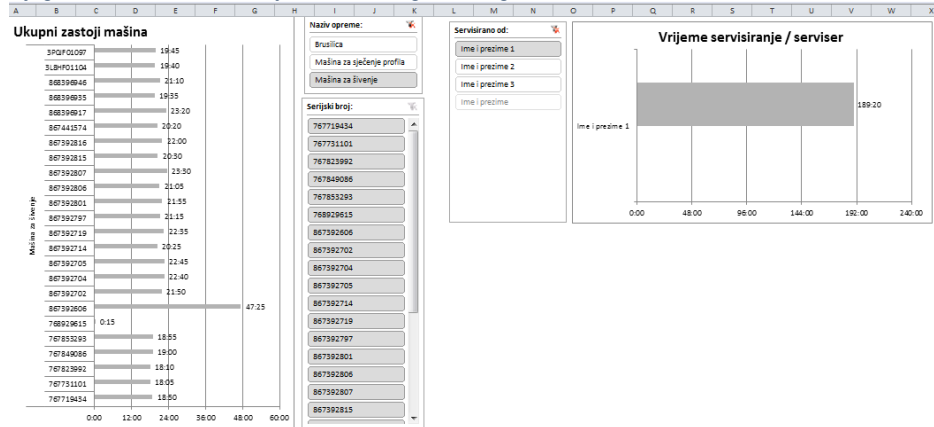 A B C D E F G H I J K L M N O P Q R S T U V W X
Ukupni zastoji mašina
3PQIF01097 19:45
3L8HF01104 19:40
868396946 21:10
868396935 19:35
868396917 23:20
867441574 20:20
867392816 22:00
867392815 20:30
867392807 23:30
867392806 21:05
867392801 21:55
867392797 21:15
867392719 22:35
867392714 20:25
867392705 22:45
867392704 22:40
867392702 21:50
867392606 47:25
768929615 0:15
767853293 18:55
767849086 19:00
767823992 18:10
767731101 18:05
767719434 18:50
Mašina za šivenje
0:00 12:00 24:00 36:00 48:00 60:00
Naziv opreme:
Brusilica
Mašina za sječenje profila
Mašina za šivenje
Serijski broj:
767719434
767731101
767823992
767849086
767853293
768929615
867392606
867392702
867392704
867392705
867392714
867392719
867392797
867392801
867392806
867392807
867392815
Servisirano od:
Ime i prezime 1
Ime i prezime 2
Ime i prezime 3
Ime i prezime
Vrijeme servisiranje / serviser
189:20
Ime i prezime 1
0:00 48:00 96:00 144:00 192:00 240:00